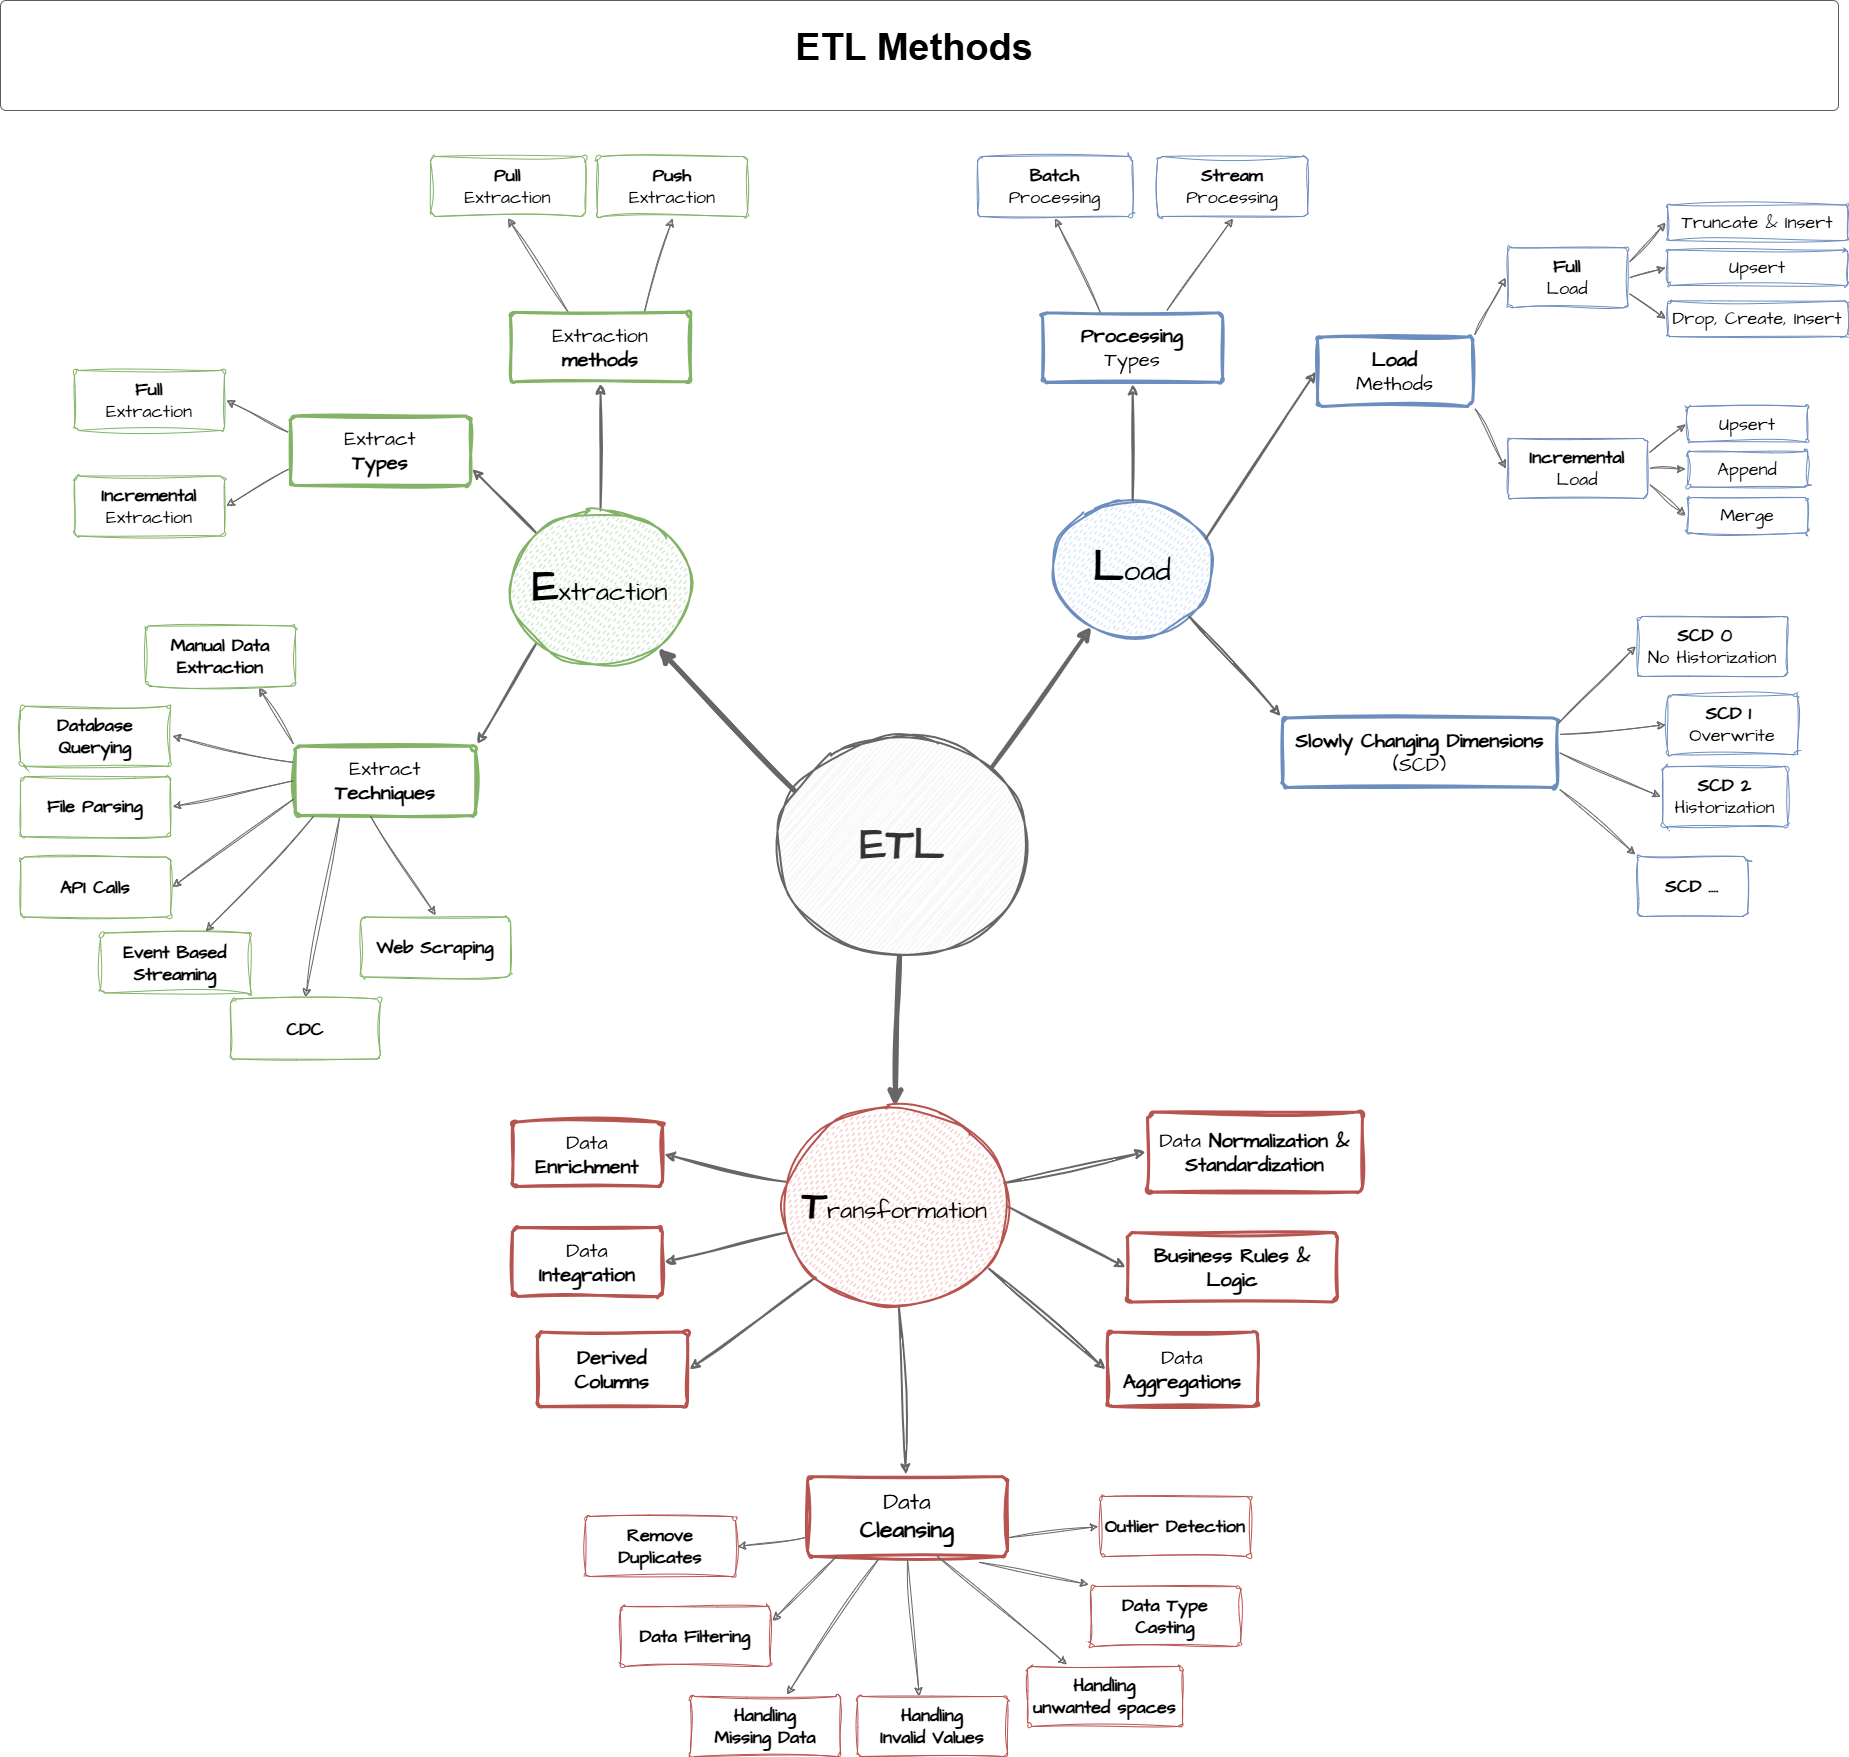 ETL Methods
Pull
Extraction
Push
Extraction
Extraction
methods
Full
Extraction
Incremental
Extraction
Extract
Types
Extraction
Manual Data
Extraction
Database
Querying
File Parsing
API Calls
Event Based
Streaming
CDC
Web Scraping
Extract
Techniques
Batch
Processing
Stream
Processing
Processing
Types
Load
Load
Methods
Full
Load
Truncate & Insert
Upsert
Drop, Create, Insert
Incremental
Load
Upsert
Append
Merge
Slowly Changing Dimensions
(SCD)
SCD 0
No Historization
SCD 1
Overwrite
SCD 2
Historization
SCD ....
ETL
Transformation
Data
Enrichment
Data
Integration
Derived
Columns
Data Normalization &
Standardization
Business Rules &
Logic
Data
Aggregations
Data
Cleansing
Remove
Duplicates
Data Filtering
Handling
Missing Data
Handling
Invalid Values
Handling
unwanted spaces
Data Type
Casting
Outlier Detection